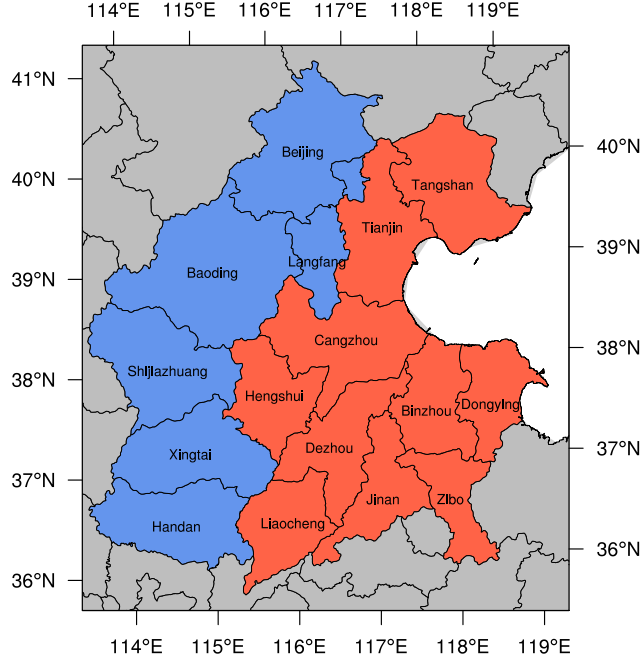 114°E 115°E 116°E 117°E 118°E 119°E
41°N
Beijing
40°N
40°N
Tangshan
Tianjin
39°N
Langfang
Baoding
39°N
Cangzhou
38°N
Shijiazhuang
38°N
Hengshui
Binzhou
Dongying
Dezhou
37°N
Xingtai
37°N
Jinan
Zibo
Liaocheng
Handan
36°N
36°N
114°E 115°E 116°E 117°E 118°E 119°E